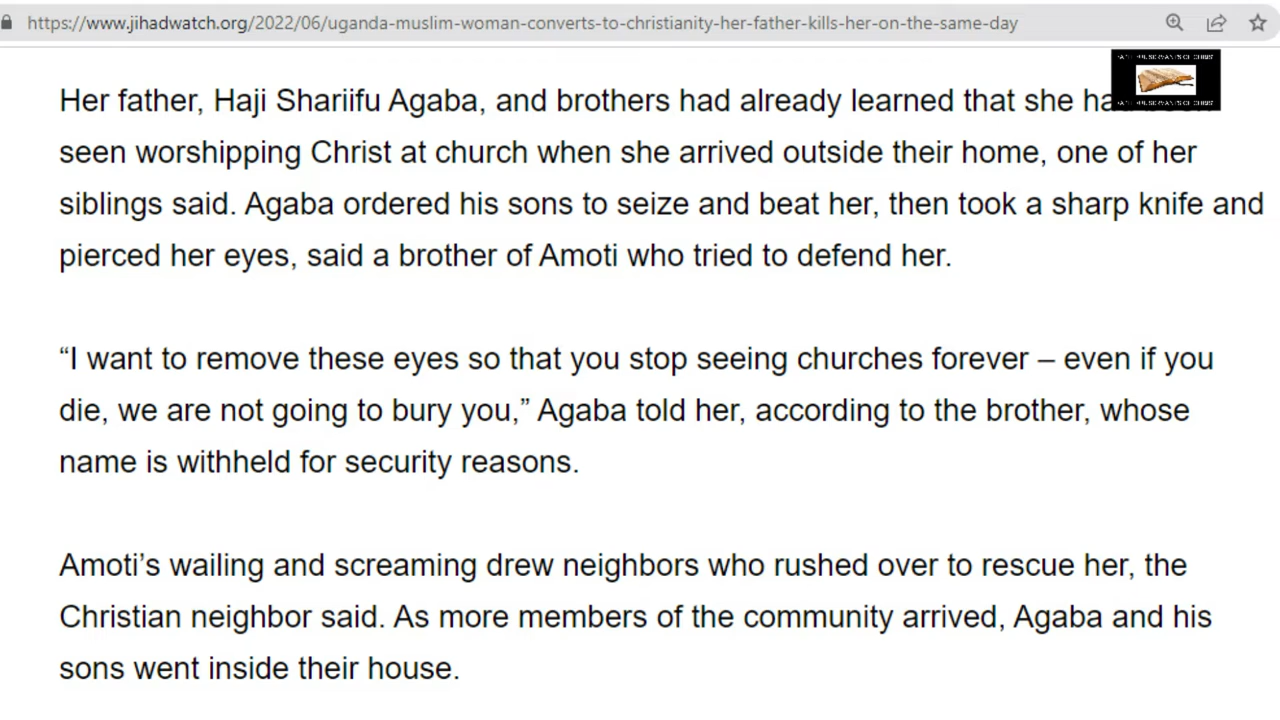 https://www.jihadwatch.org/2022/06/uganda-muslim-woman-converts-to-christianity-her-father-kills-her-on-the-same-day
Her father, Haji Shariifu Agaba, and brothers had already learned that she
seen worshipping Christ at church when she arrived outside their home, one of her
siblings said. Agaba ordered his sons to seize and beat her, then took a sharp knife and
pierced her eyes, said a brother of Amoti who tried to defend her.
“I want to remove these eyes so that you stop seeing churches forever – even if you
die, we are not going to bury you,” Agaba told her, according to the brother, whose
name is withheld for security reasons.
Amoti’s wailing and screaming drew neighbors who rushed over to rescue her, the
Christian neighbor said. As more members of the community arrived, Agaba and his
sons went inside their house.